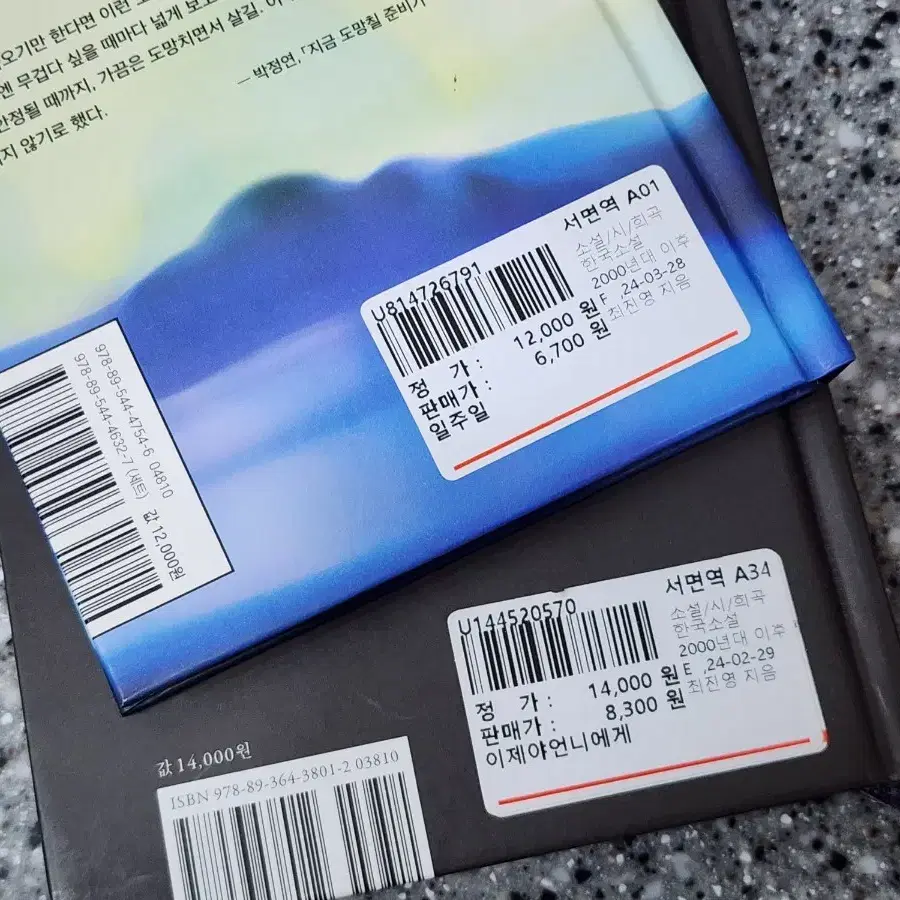 오기만 한다면 이런
엔 무겁다 싶을 때마다 넓게 보고
안정될 때까지, 가끔은 도망치면서 살길.
지 않기로 했다.
— 박정연, 「지금 도망칠 준비가
서면역 A01
U814726791
소설/시/희곡
한국소설
2000년대 이후
F ,24-03-28
최진영 지음
정 가 : 12,000 원
판매가 : 6,700 원
일주일
978-89-544-4754-6 04810
978-89-544-4632-7 (세트) 값 12,000원
서면역 A34
U144520570
소설/시/희곡
한국소설
2000년대 이후
E ,24-02-29
최진영 지음
정 가 : 14,000 원
판매가 : 8,300 원
이제야언니에게
값 14,000원
ISBN 978-89-364-3801-2 03810